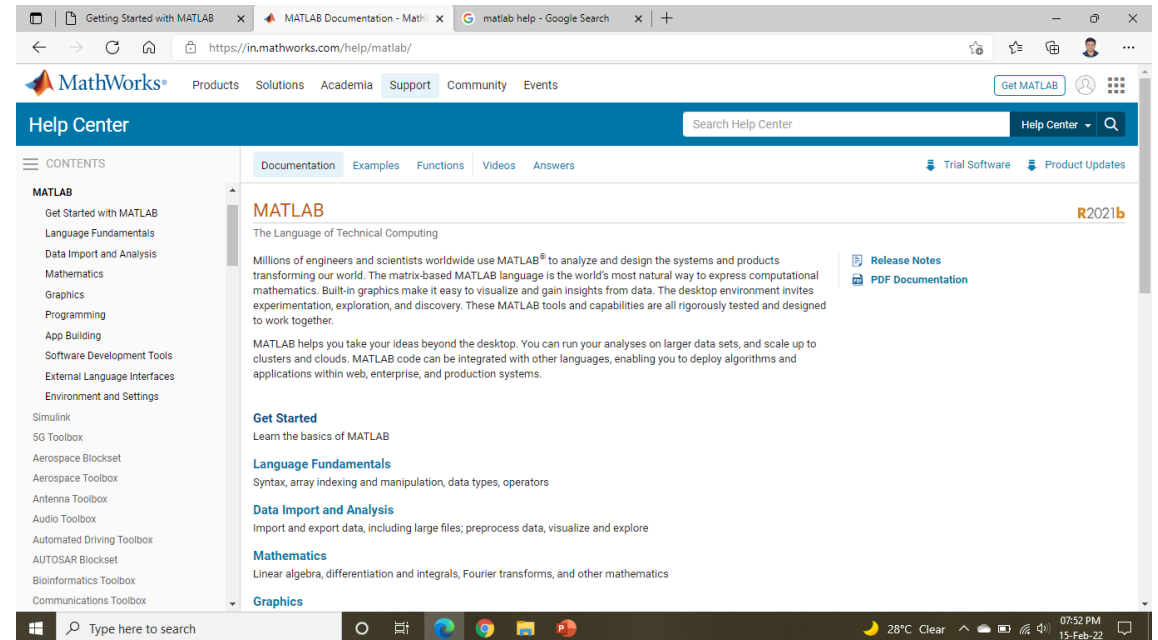 Getting Started with MATLAB
MATLAB Documentation - Math
matlab help - Google Search
https://in.mathworks.com/help/matlab/
MathWorks®
Products Solutions Academia Support Community Events
Get MATLAB
Help Center
Search Help Center
Help Center
CONTENTS
Documentation Examples Functions Videos Answers
Trial Software Product Updates
MATLAB
Get Started with MATLAB
Language Fundamentals
Data Import and Analysis
Mathematics
Graphics
Programming
App Building
Software Development Tools
External Language Interfaces
Environment and Settings
Simulink
5G Toolbox
Aerospace Blockset
Aerospace Toolbox
Antenna Toolbox
Audio Toolbox
Automated Driving Toolbox
AUTOSAR Blockset
Bioinformatics Toolbox
Communications Toolbox
MATLAB
R2021b
The Language of Technical Computing
Millions of engineers and scientists worldwide use MATLAB® to analyze and design the systems and products
transforming our world. The matrix-based MATLAB language is the world's most natural way to express computational
mathematics. Built-in graphics make it easy to visualize and gain insights from data. The desktop environment invites
experimentation, exploration, and discovery. These MATLAB tools and capabilities are all rigorously tested and designed
to work together.
MATLAB helps you take your ideas beyond the desktop. You can run your analyses on larger data sets, and scale up to
clusters and clouds. MATLAB code can be integrated with other languages, enabling you to deploy algorithms and
applications within web, enterprise, and production systems.
Release Notes
PDF Documentation
Get Started
Learn the basics of MATLAB
Language Fundamentals
Syntax, array indexing and manipulation, data types, operators
Data Import and Analysis
Import and export data, including large files; preprocess data, visualize and explore
Mathematics
Linear algebra, differentiation and integrals, Fourier transforms, and other mathematics
Graphics
Type here to search
28°C Clear
07:52 PM
15-Feb-22